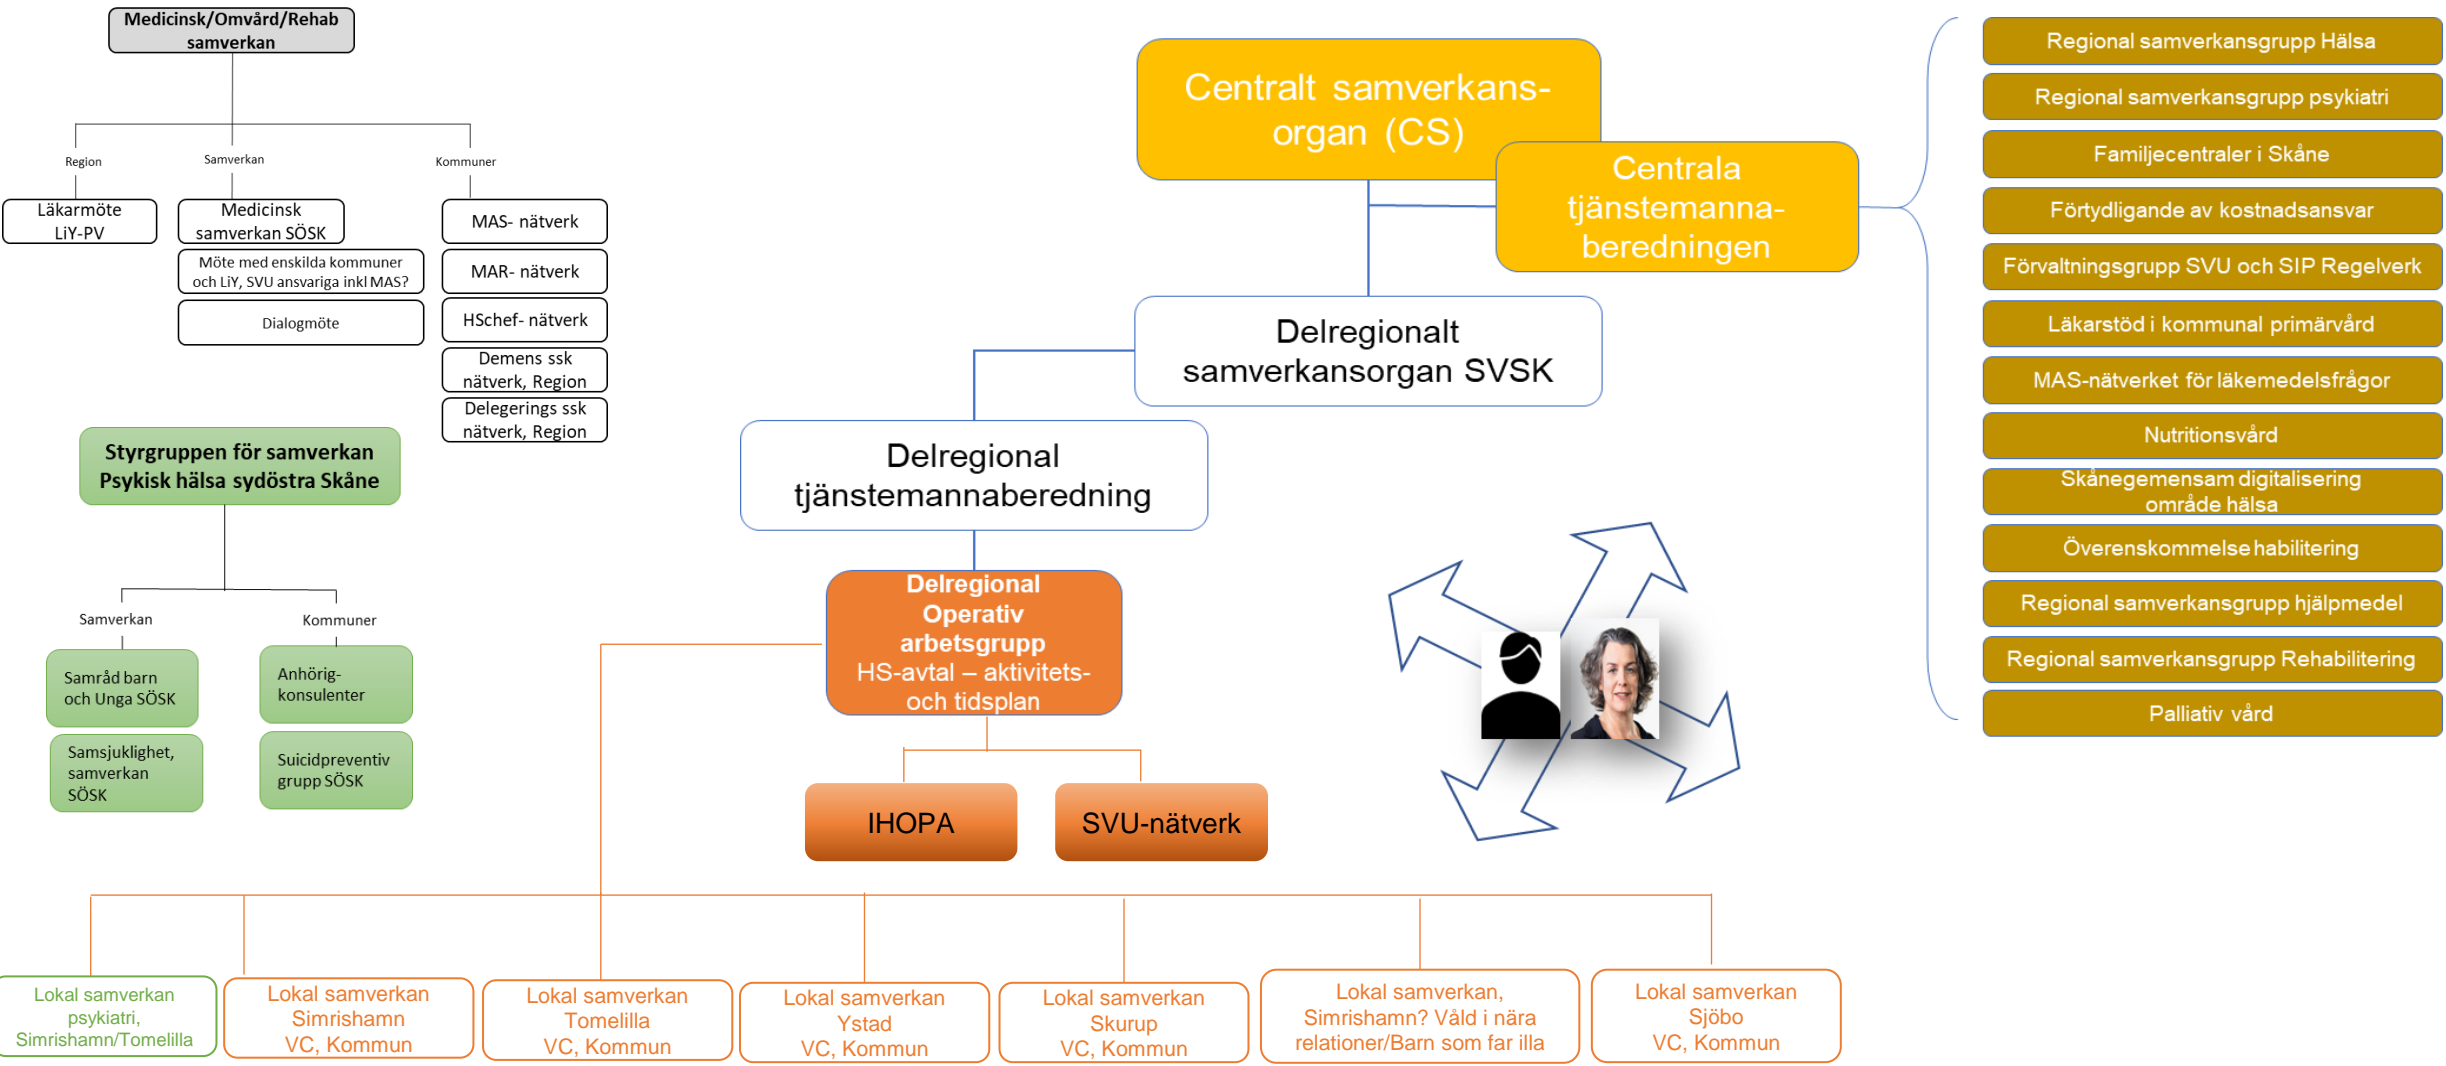 Medicinsk/Omvård/Rehab
samverkan
Region
Samverkan
Kommuner
Läkarmöte
LiY-PV
Medicinsk
samverkan SÖSK
Möte med enskilda kommuner
och LiY, SVU ansvariga inkl MAS?
Dialogmöte
MAS- nätverk
MAR- nätverk
HSchef- nätverk
Demens ssk
nätverk, Region
Delegerings ssk
nätverk, Region
Styrgruppen för samverkan
Psykisk hälsa sydöstra Skåne
Samverkan
Kommuner
Samråd barn
och Unga SÖSK
Samsjuklighet,
samverkan
SÖSK
Anhörig-
konsulenter
Suicidpreventiv
grupp SÖSK
Centralt samverkans-
organ (CS)
Centrala
tjänstemanna-
beredningen
Delregionalt
samverkansorgan SVSK
Delregional
tjänstemannaberedning
Delregional
Operativ
arbetsgrupp
HS-avtal – aktivitets-
och tidsplan
IHOPA
SVU-nätverk
Regional samverkansgrupp Hälsa
Regional samverkansgrupp psykiatri
Familjecentraler i Skåne
Förtydligande av kostnadsansvar
Förvaltningsgrupp SVU och SIP Regelverk
Läkarstöd i kommunal primärvård
MAS-nätverket för läkemedelsfrågor
Nutritionsvård
Skånegemensam digitalisering
område hälsa
Överenskommelse habilitering
Regional samverkansgrupp hjälpmedel
Regional samverkansgrupp Rehabilitering
Palliativ vård
Lokal samverkan
psykiatri,
Simrishamn/Tomelilla
Lokal samverkan
Simrishamn
VC, Kommun
Lokal samverkan
Tomelilla
VC, Kommun
Lokal samverkan
Ystad
VC, Kommun
Lokal samverkan
Skurup
VC, Kommun
Lokal samverkan,
Simrishamn? Våld i nära
relationer/Barn som far illa
Lokal samverkan
Sjöbo
VC, Kommun